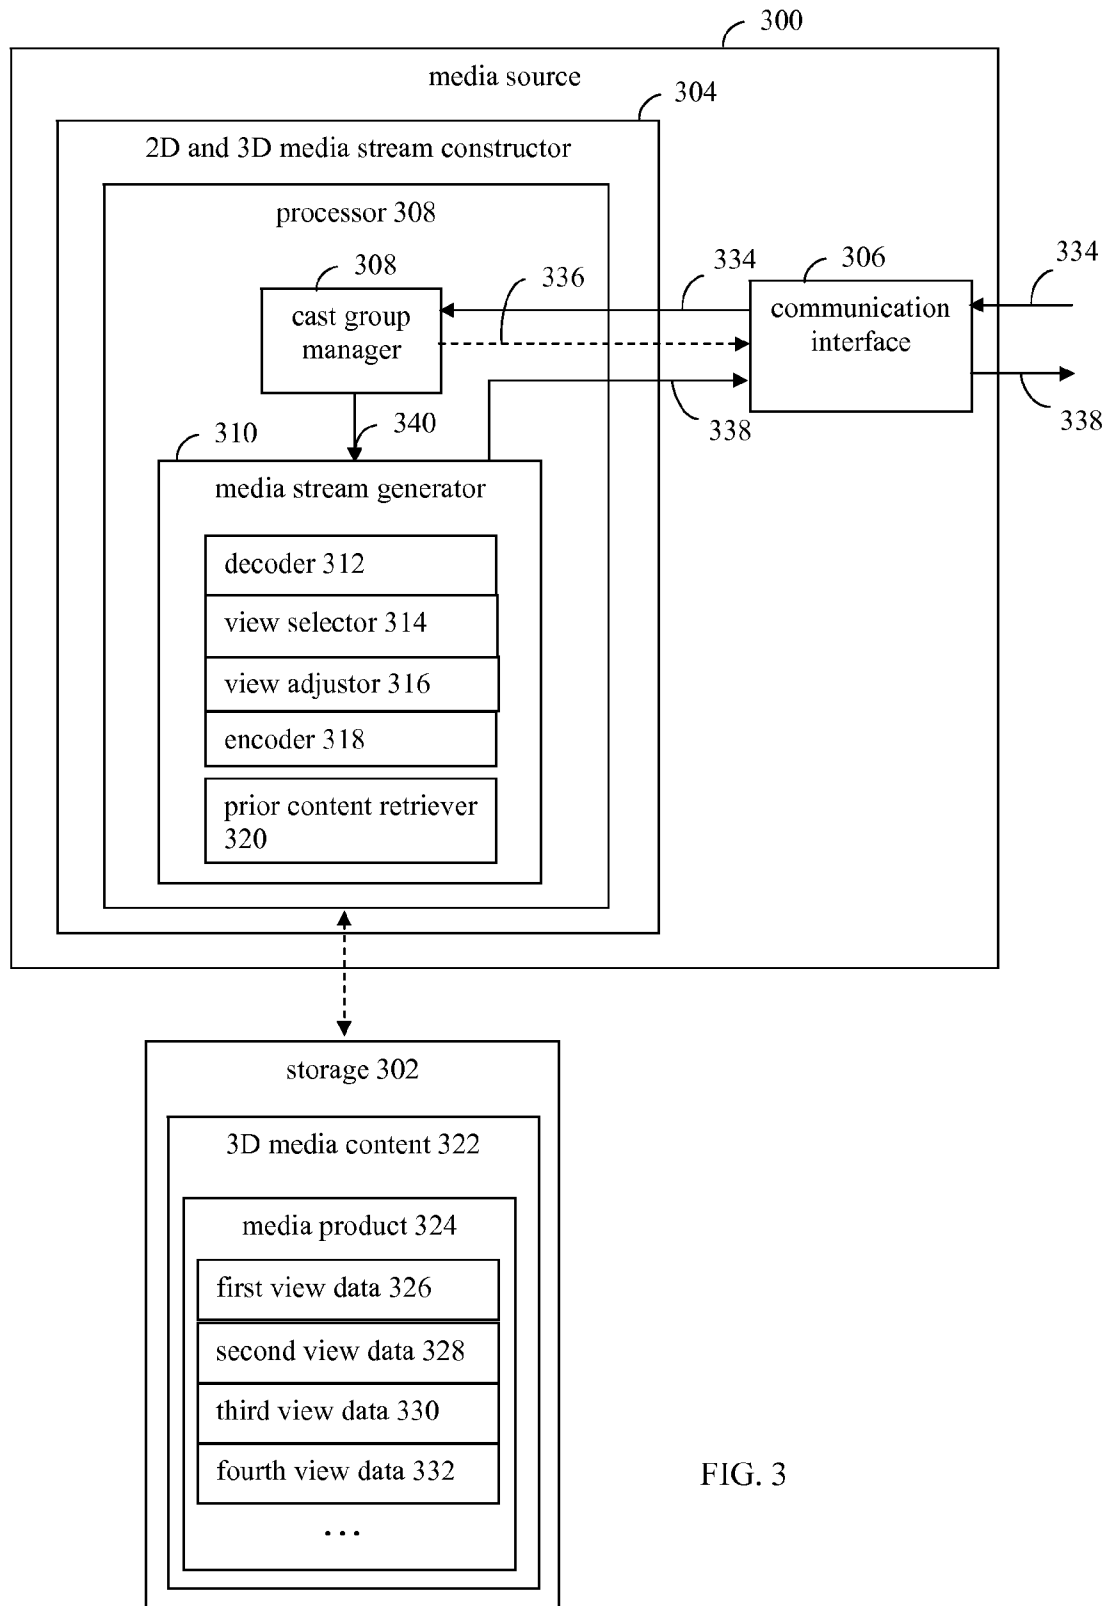 300
media source
304
2D and 3D media stream constructor
processor 308
308
336
334
306
334
cast group
manager
communication
interface
340
338
338
310
media stream generator
decoder 312
view selector 314
view adjustor 316
encoder 318
prior content retriever
320
storage 302
3D media content 322
media product 324
first view data 326
second view data 328
third view data 330
fourth view data 332
...
FIG. 3